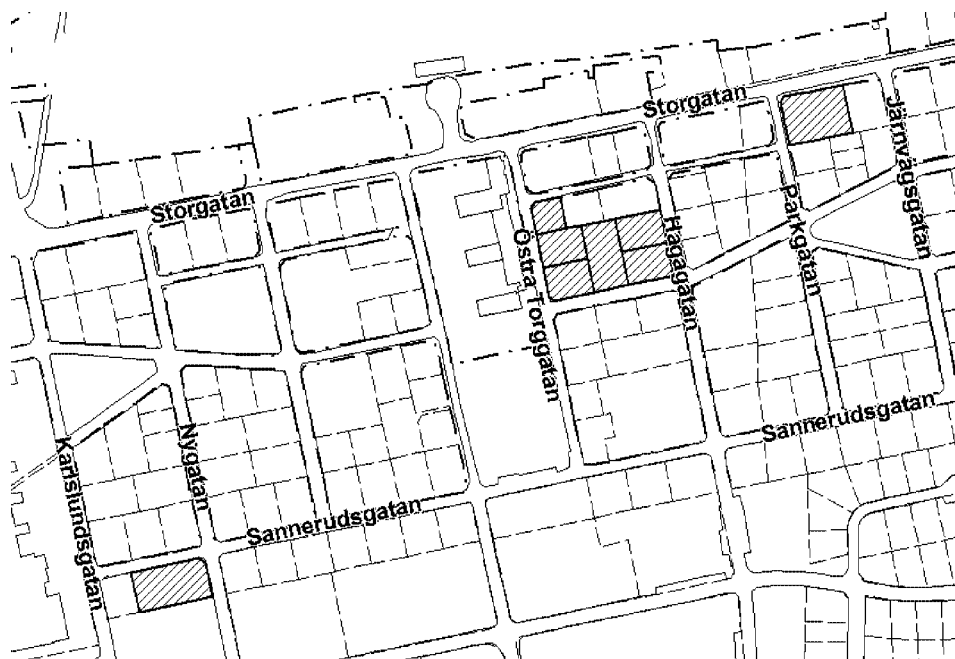 Storgatan
Järnvägsgatan
Storgatan
Parkgatan
Hagagatan
Östra Torggatan
Sannerudsgatan
Nygatan
Karlslundsgatan
Sannerudsgatan